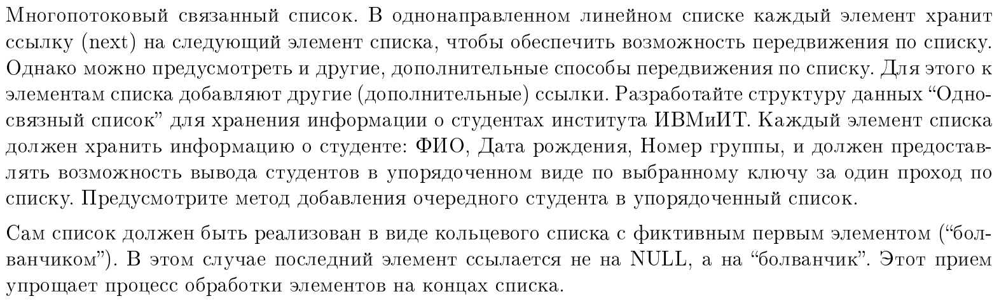 Многопотоковый связанный список. В однонаправленном линейном списке каждый элемент хранит
ссылку (next) на следующий элемент списка, чтобы обеспечить возможность передвижения по списку.
Однако можно предусмотреть и другие, дополнительные способы передвижения по списку. Для этого к
элементам списка добавляют другие (дополнительные) ссылки. Разработайте структуру данных “Одно-
связный список” для хранения информации о студентах института ИВМиИТ. Каждый элемент списка
должен хранить информацию о студенте: ФИО, Дата рождения, Номер группы, и должен предостав-
лять возможность вывода студентов в упорядоченном виде по выбранному ключу за один проход по
списку. Предусмотрите метод добавления очередного студента в упорядоченный список.
Сам список должен быть реализован в виде кольцевого списка с фиктивным первым элементом (“бол-
ванчиком”). В этом случае последний элемент ссылается не на NULL, а на “болванчик”. Этот прием
упрощает процесс обработки элементов на концах списка.